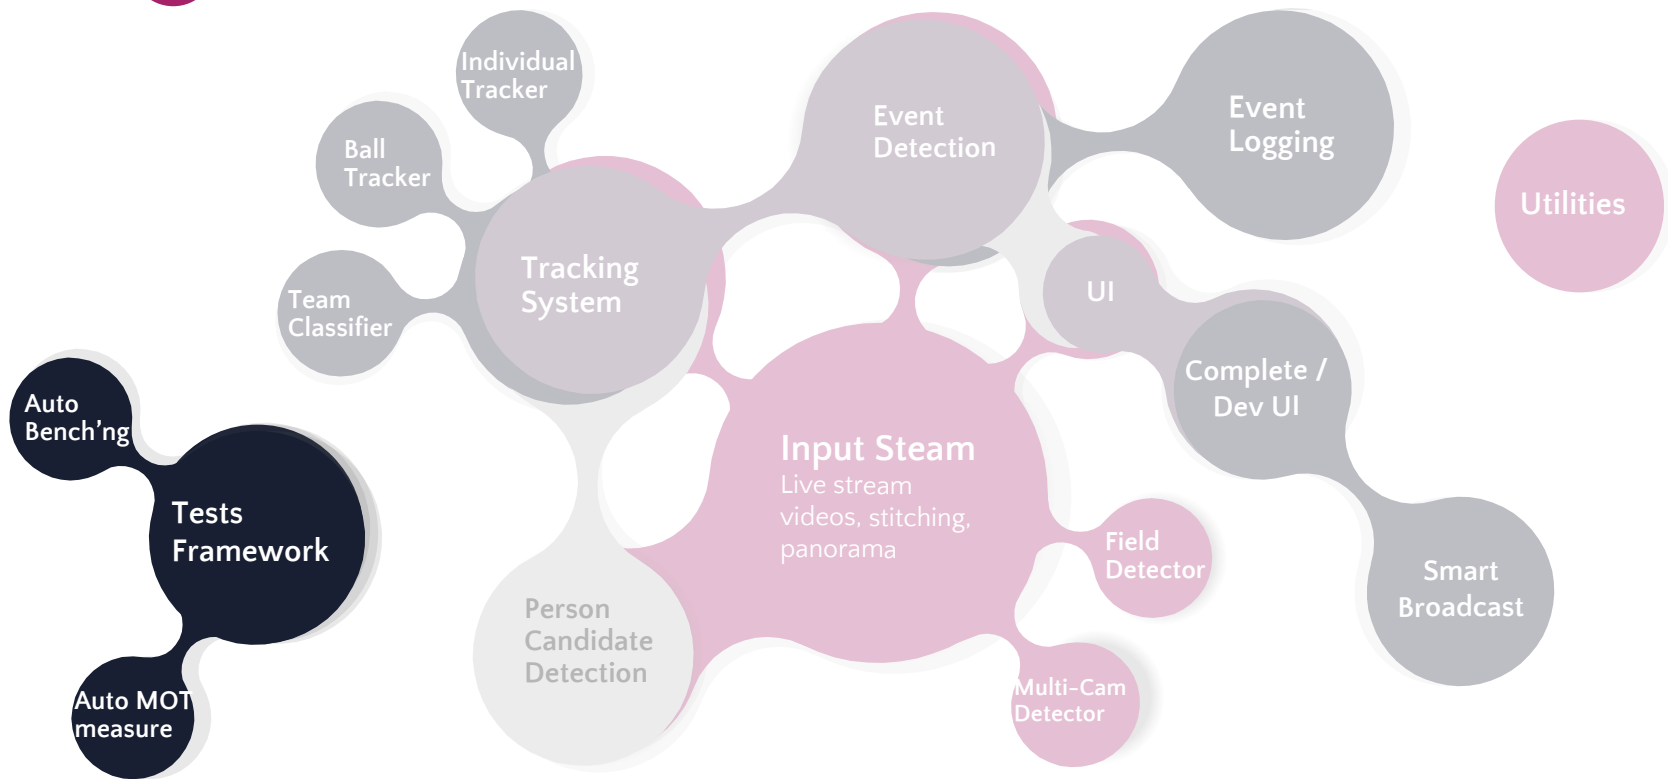 Individual
Tracker
Ball
Tracker
Team
Classifier
Tracking
System
Event
Detection
Event
Logging
Utilities
UI
Complete /
Dev UI
Smart
Broadcast
Input Steam
Live stream
videos, stitching,
panorama
Field
Detector
Multi-Cam
Detector
Person
Candidate
Detection
Auto
Bench’ng
Tests
Framework
Auto MOT
measure